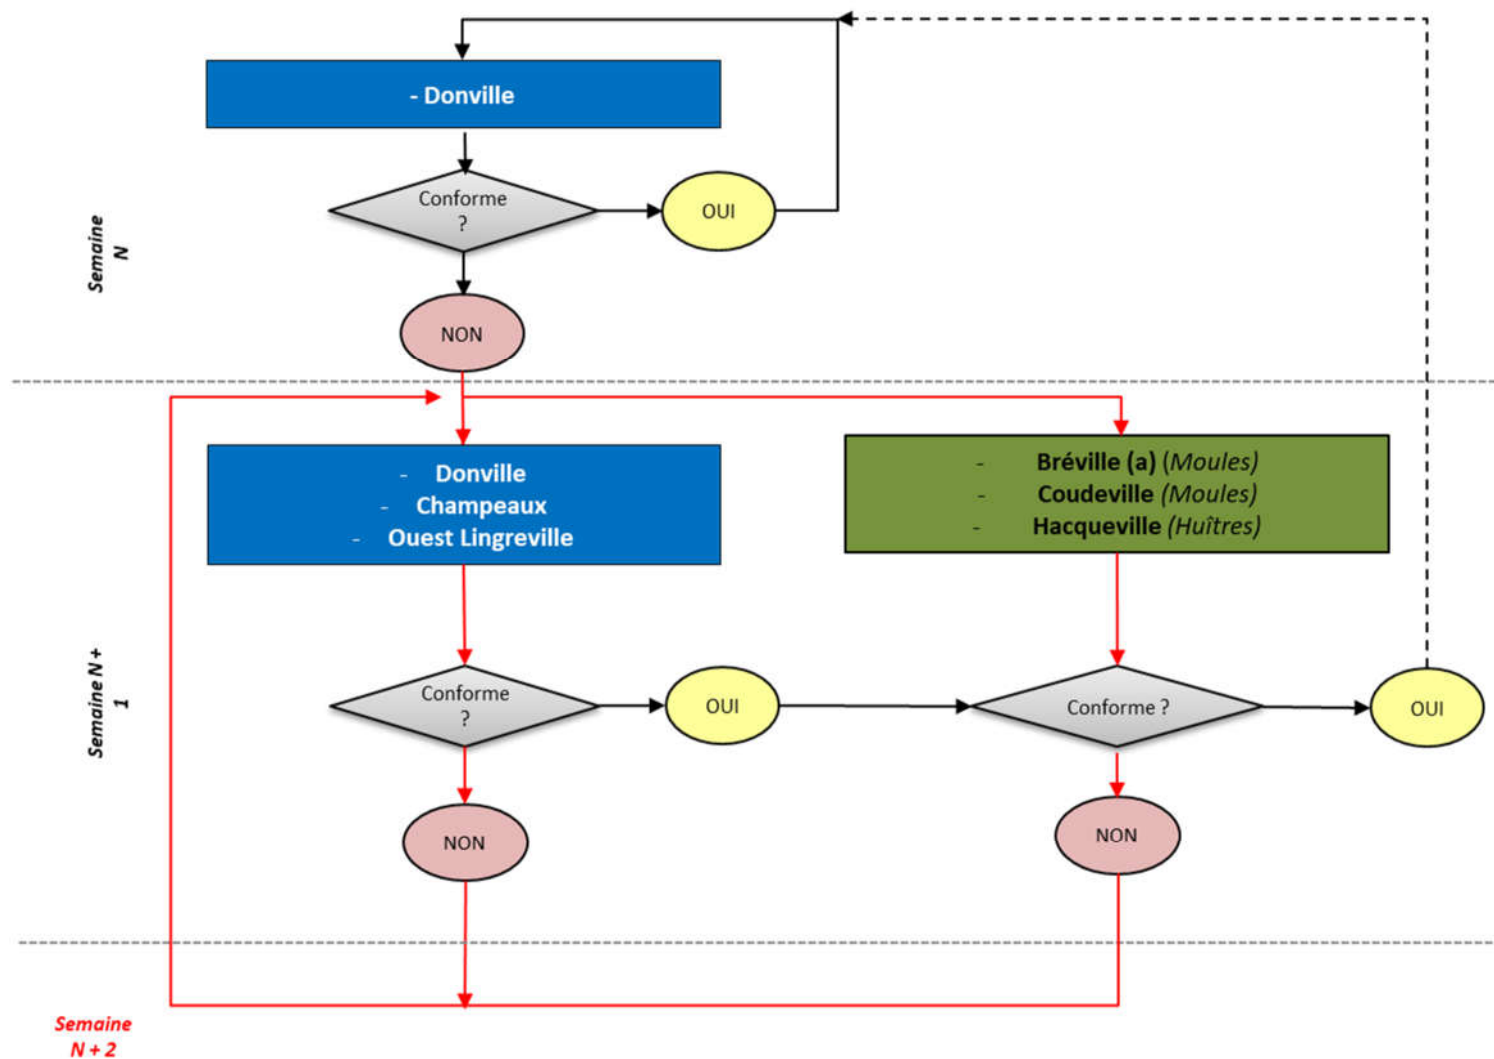 - Donville
Conforme
?
OUI
Semaine
N
NON
- Donville
- Champeaux
- Ouest Lingreville
- Bréville (a) (Moules)
- Coudeville (Moules)
- Hacqueville (Huîtres)
Semaine N +
1
Conforme
?
OUI
Conforme ?
OUI
NON
NON
Semaine
N + 2